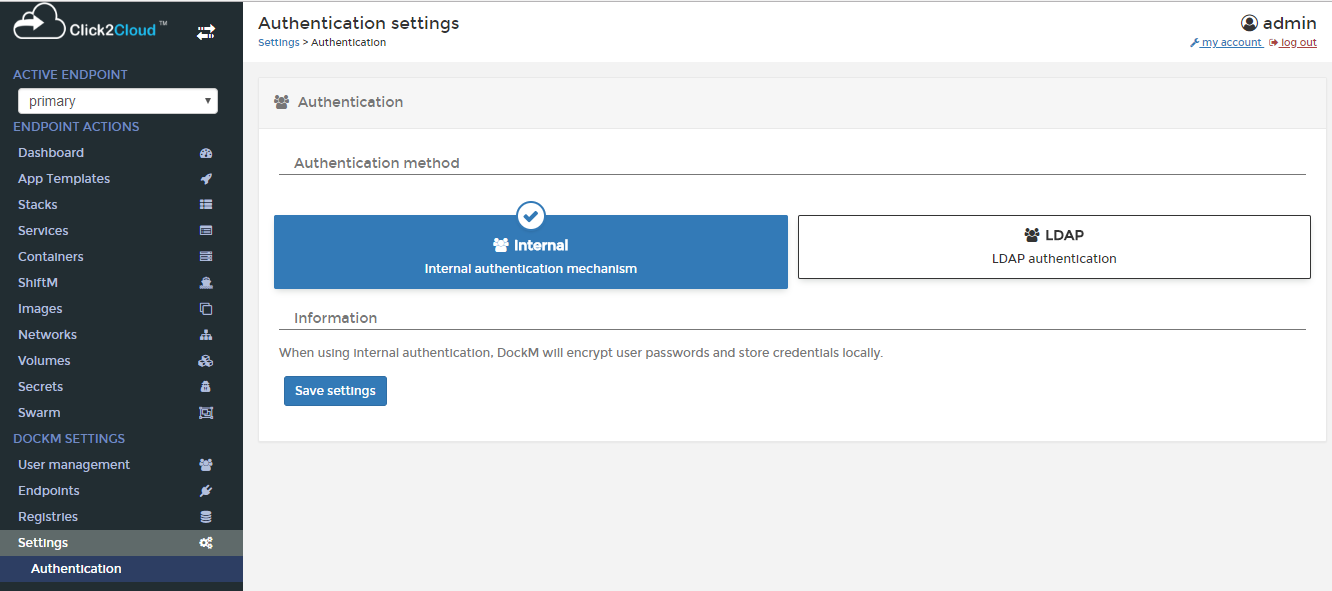 Click2Cloud ™
ACTIVE ENDPOINT
primary
ENDPOINT ACTIONS
Dashboard
App Templates
Stacks
Services
Containers
ShiftM
Images
Networks
Volumes
Secrets
Swarm
DOCKM SETTINGS
User management
Endpoints
Registries
Settings
Authentication
Authentication settings
Settings > Authentication
admin
my account log out
Authentication
Authentication method
Internal
Internal authentication mechanism
LDAP
LDAP authentication
Information
When using internal authentication, DockM will encrypt user passwords and store credentials locally.
Save settings